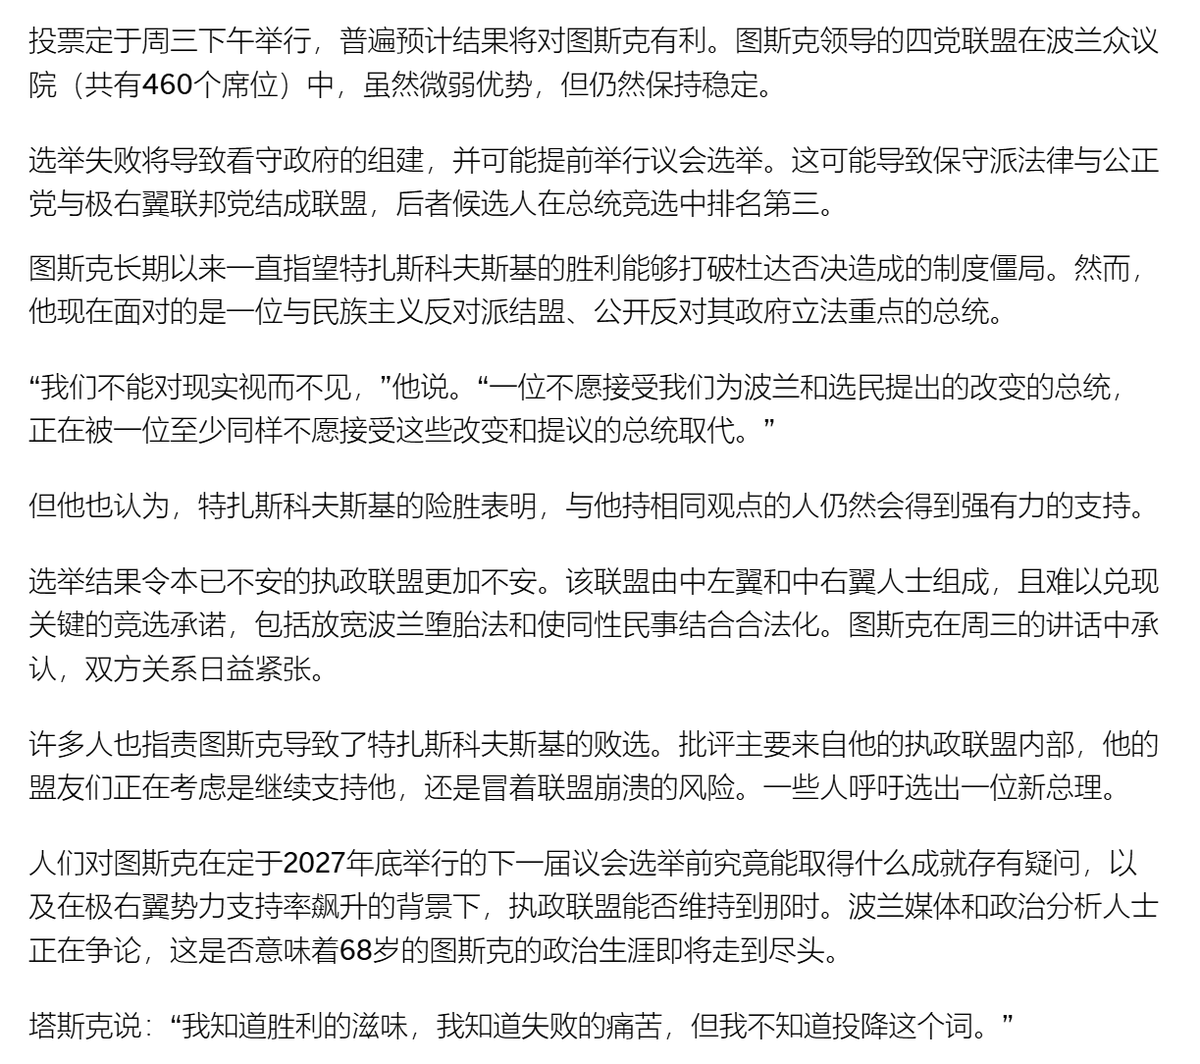 投票定于周三下午举行，普遍预计结果将对图斯克有利。图斯克领导的四党联盟在波兰众议
院（共有460个席位）中，虽然微弱优势，但仍然保持稳定。
选举失败将导致看守政府的组建，并可能提前举行议会选举。这可能导致保守派法律与公正
党与极右翼联邦党结成联盟，后者候选人在总统竞选中排名第三。
图斯克长期以来一直指望特扎斯科夫斯基的胜利能够打破杜达否决造成的制度僵局。然而，
他现在面对的是一位与民族主义反对派结盟、公开反对其政府立法重点的总统。
“我们不能对现实视而不见，”他说。“一位不愿接受我们为波兰和选民提出的改变的总统，
正在被一位至少同样不愿接受这些改变和提议的总统取代。”
但他也认为，特扎斯科夫斯基的险胜表明，与他持相同观点的人仍然会得到强有力的支持。
选举结果令本已不安的执政联盟更加不安。该联盟由中左翼和中右翼人士组成，且难以兑现
关键的竞选承诺，包括放宽波兰堕胎法和使同性民事结合合法化。图斯克在周三的讲话中承
认，双方关系日益紧张。
许多人也指责图斯克导致了特扎斯科夫斯基的败选。批评主要来自他的执政联盟内部，他的
盟友们正在考虑是继续支持他，还是冒着联盟崩溃的风险。一些人呼吁选出一位新总理。
人们对图斯克在定于2027年底举行的下一届议会选举前究竟能取得什么成就存有疑问，以
及在极右翼势力支持率飙升的背景下，执政联盟能否维持到那时。波兰媒体和政治分析人士
正在争论，这是否意味着68岁的图斯克的政治生涯即将走到尽头。
塔斯克说：“我知道胜利的滋味，我知道失败的痛苦，但我不知道投降这个词。”